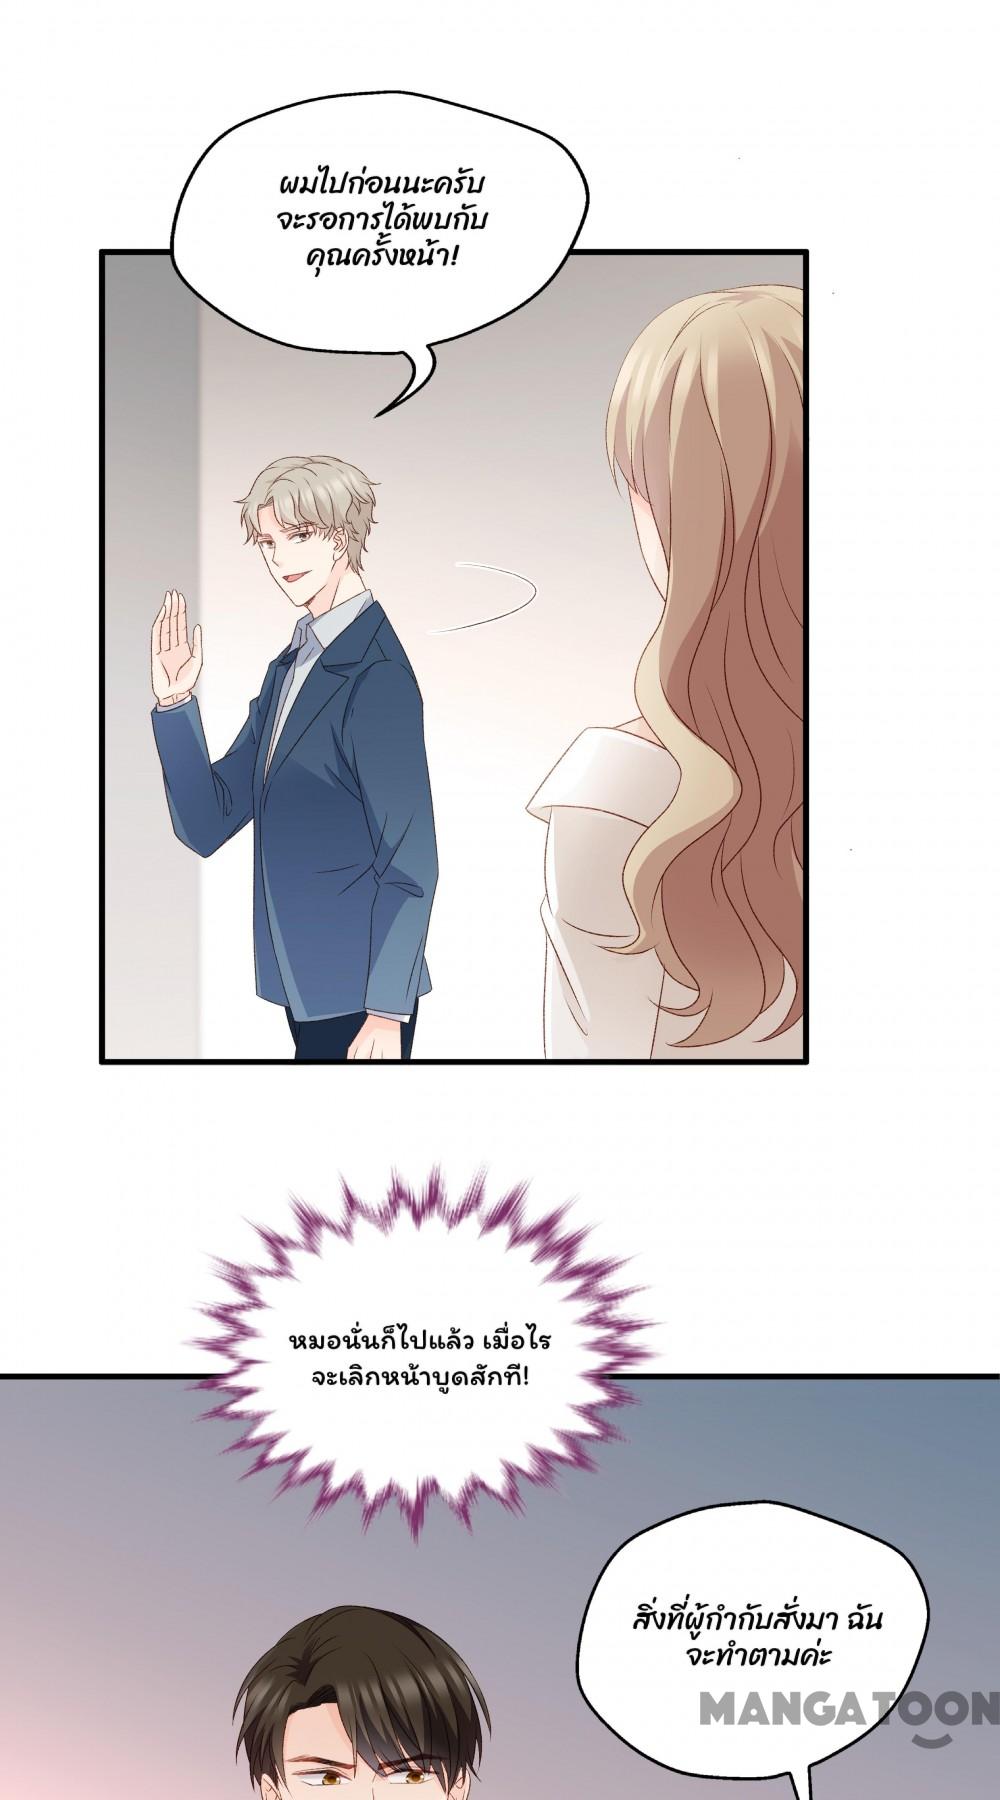 ผมไปก่อนนะครับ
จะรอการได้พบกับ
คุณครั้งหน้า!
หมอนั่นก็ไปแล้ว เมื่อไร
จะเลิกหน้าบูดสักที!
สิ่งที่ผู้กำกับสั่งมา ฉัน
จะทำตามค่ะ
MANGATOON